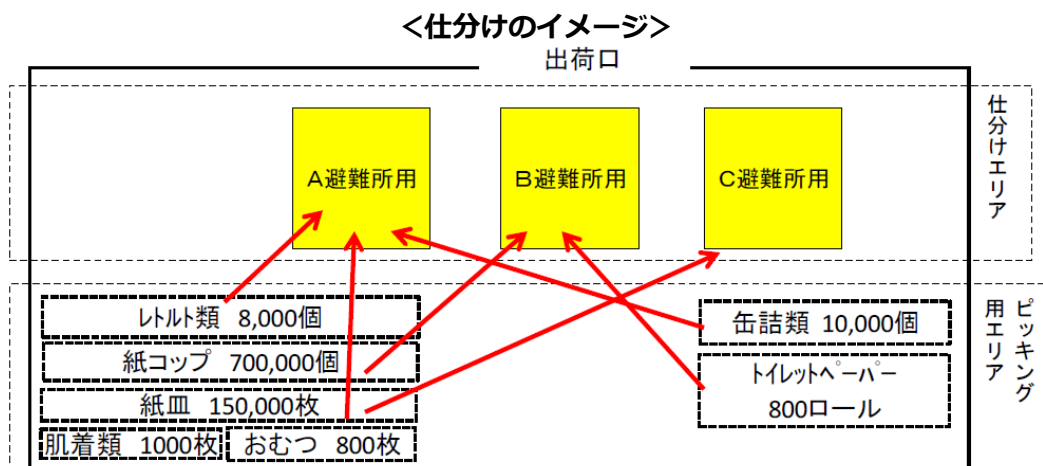 <仕分けのイメージ>
出荷口
仕分けエリア
A避難所用
B避難所用
C避難所用
ピッキング用エリア
レトルト類 8,000個
缶詰類 10,000個
紙コップ 700,000個
トイレットペーパー
800ロール
紙皿 150,000枚
肌着類 1000枚
おむつ 800枚